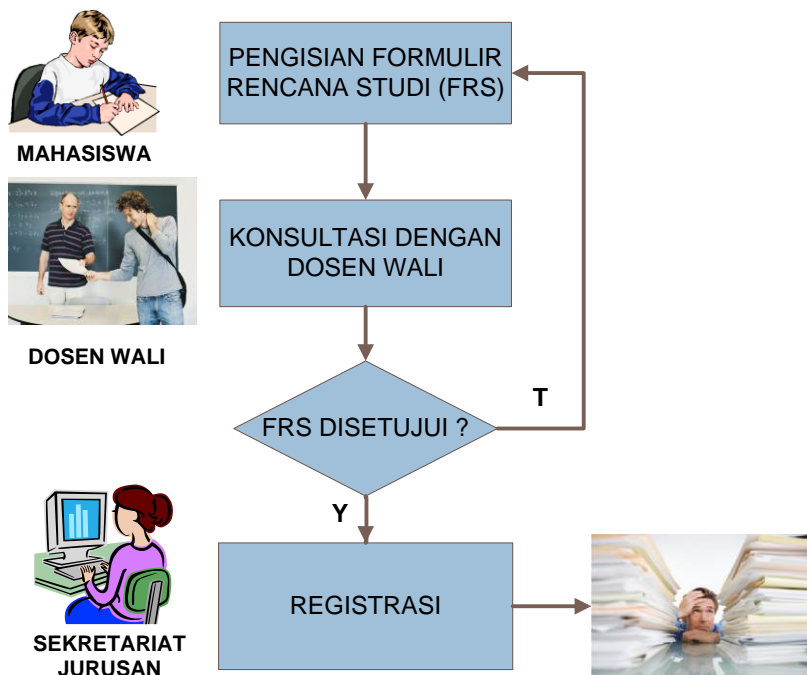 PENGISIAN FORMULIR
RENCANA STUDI (FRS)
MAHASISWA
KONSULTASI DENGAN
DOSEN WALI
DOSEN WALI
FRS DISETUJUI ?
T
Y
REGISTRASI
SEKRETARIAT
JURUSAN